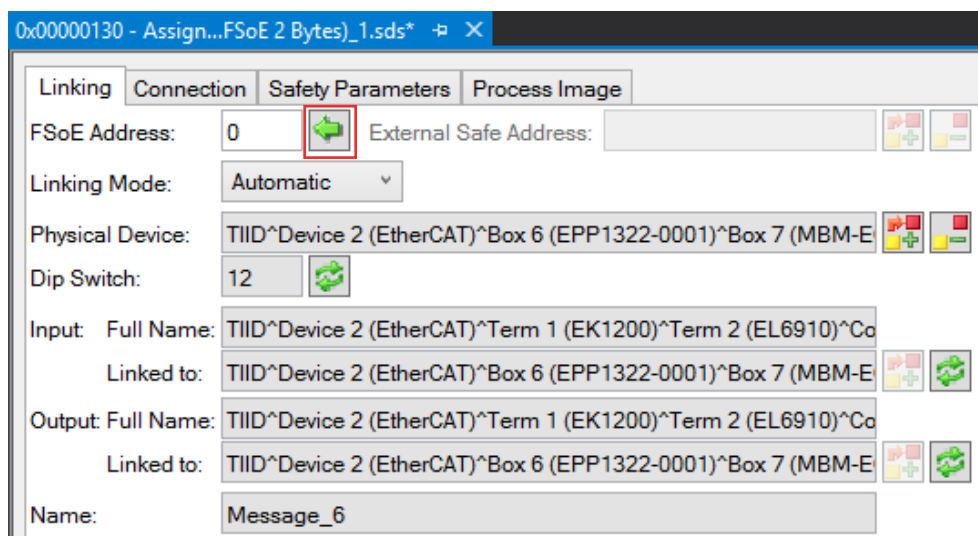 0x00000130 - Assign...FSoE 2 Bytes)_1.sds*
Linking Connection Safety Parameters Process Image
FSoE Address: 0 External Safe Address:
Linking Mode: Automatic
Physical Device: TIID^Device 2 (EtherCAT)^Box 6 (EPP1322-0001)^Box 7 (MBM-E
Dip Switch: 12
Input: Full Name: TIID^Device 2 (EtherCAT)^Term 1 (EK1200)^Term 2 (EL6910)^Co
Linked to: TIID^Device 2 (EtherCAT)^Box 6 (EPP1322-0001)^Box 7 (MBM-E
Output: Full Name: TIID^Device 2 (EtherCAT)^Term 1 (EK1200)^Term 2 (EL6910)^Co
Linked to: TIID^Device 2 (EtherCAT)^Box 6 (EPP1322-0001)^Box 7 (MBM-E
Name: Message_6